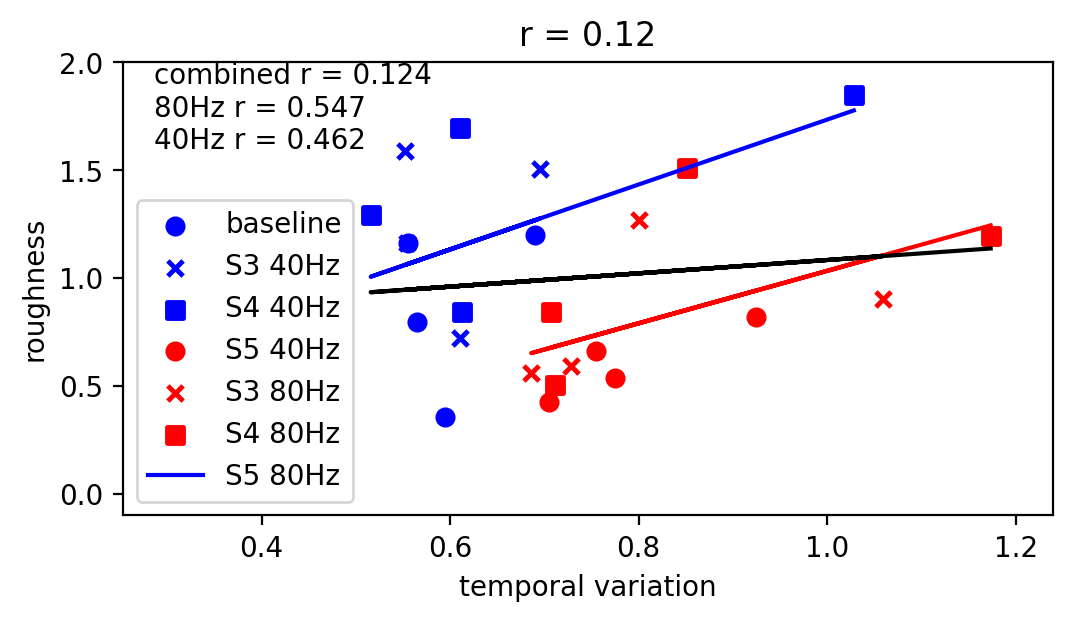 r = 0.12
combined r = 0.124
80Hz r = 0.547
40Hz r = 0.462
baseline
S3 40Hz
S4 40Hz
S5 40Hz
S3 80Hz
S4 80Hz
S5 80Hz
roughness
2.0
1.5
1.0
0.5
0.0
0.4 0.6 0.8 1.0 1.2
temporal variation